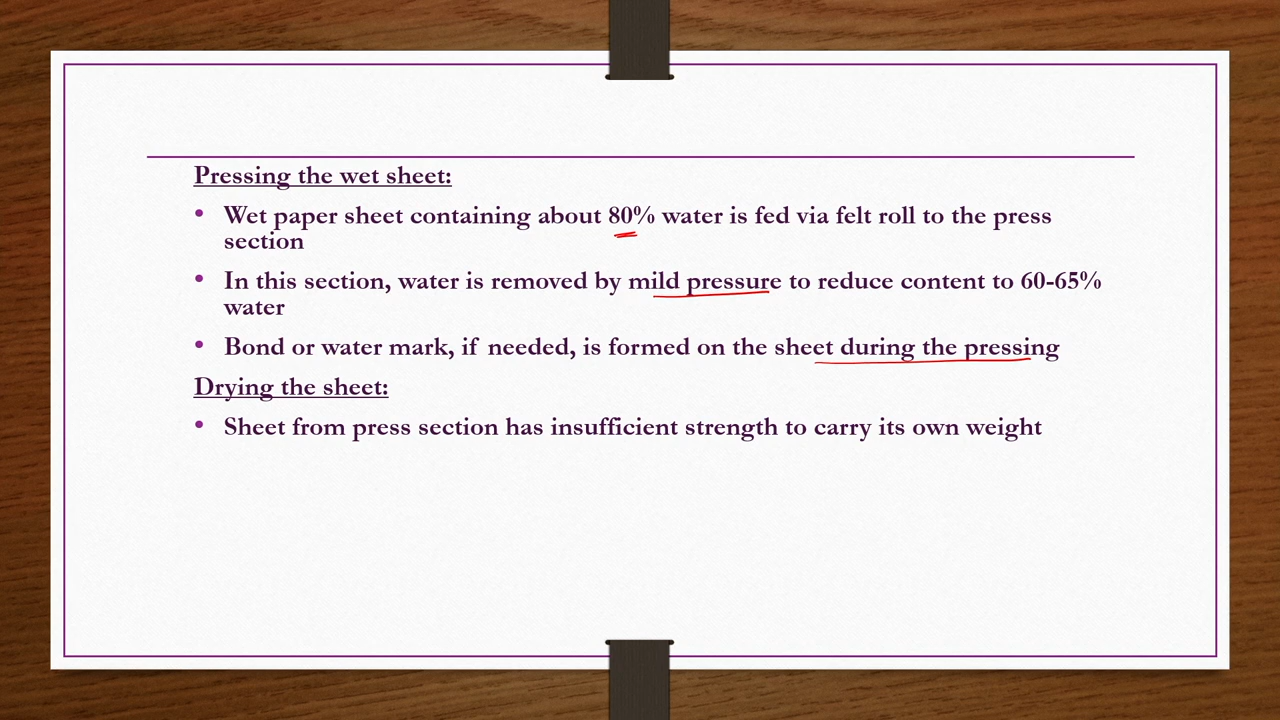 Pressing the wet sheet:
• Wet paper sheet containing about 80% water is fed via felt roll to the press
section
• In this section, water is removed by mild pressure to reduce content to 60-65%
water
• Bond or water mark, if needed, is formed on the sheet during the pressing
Drying the sheet:
• Sheet from press section has insufficient strength to carry its own weight